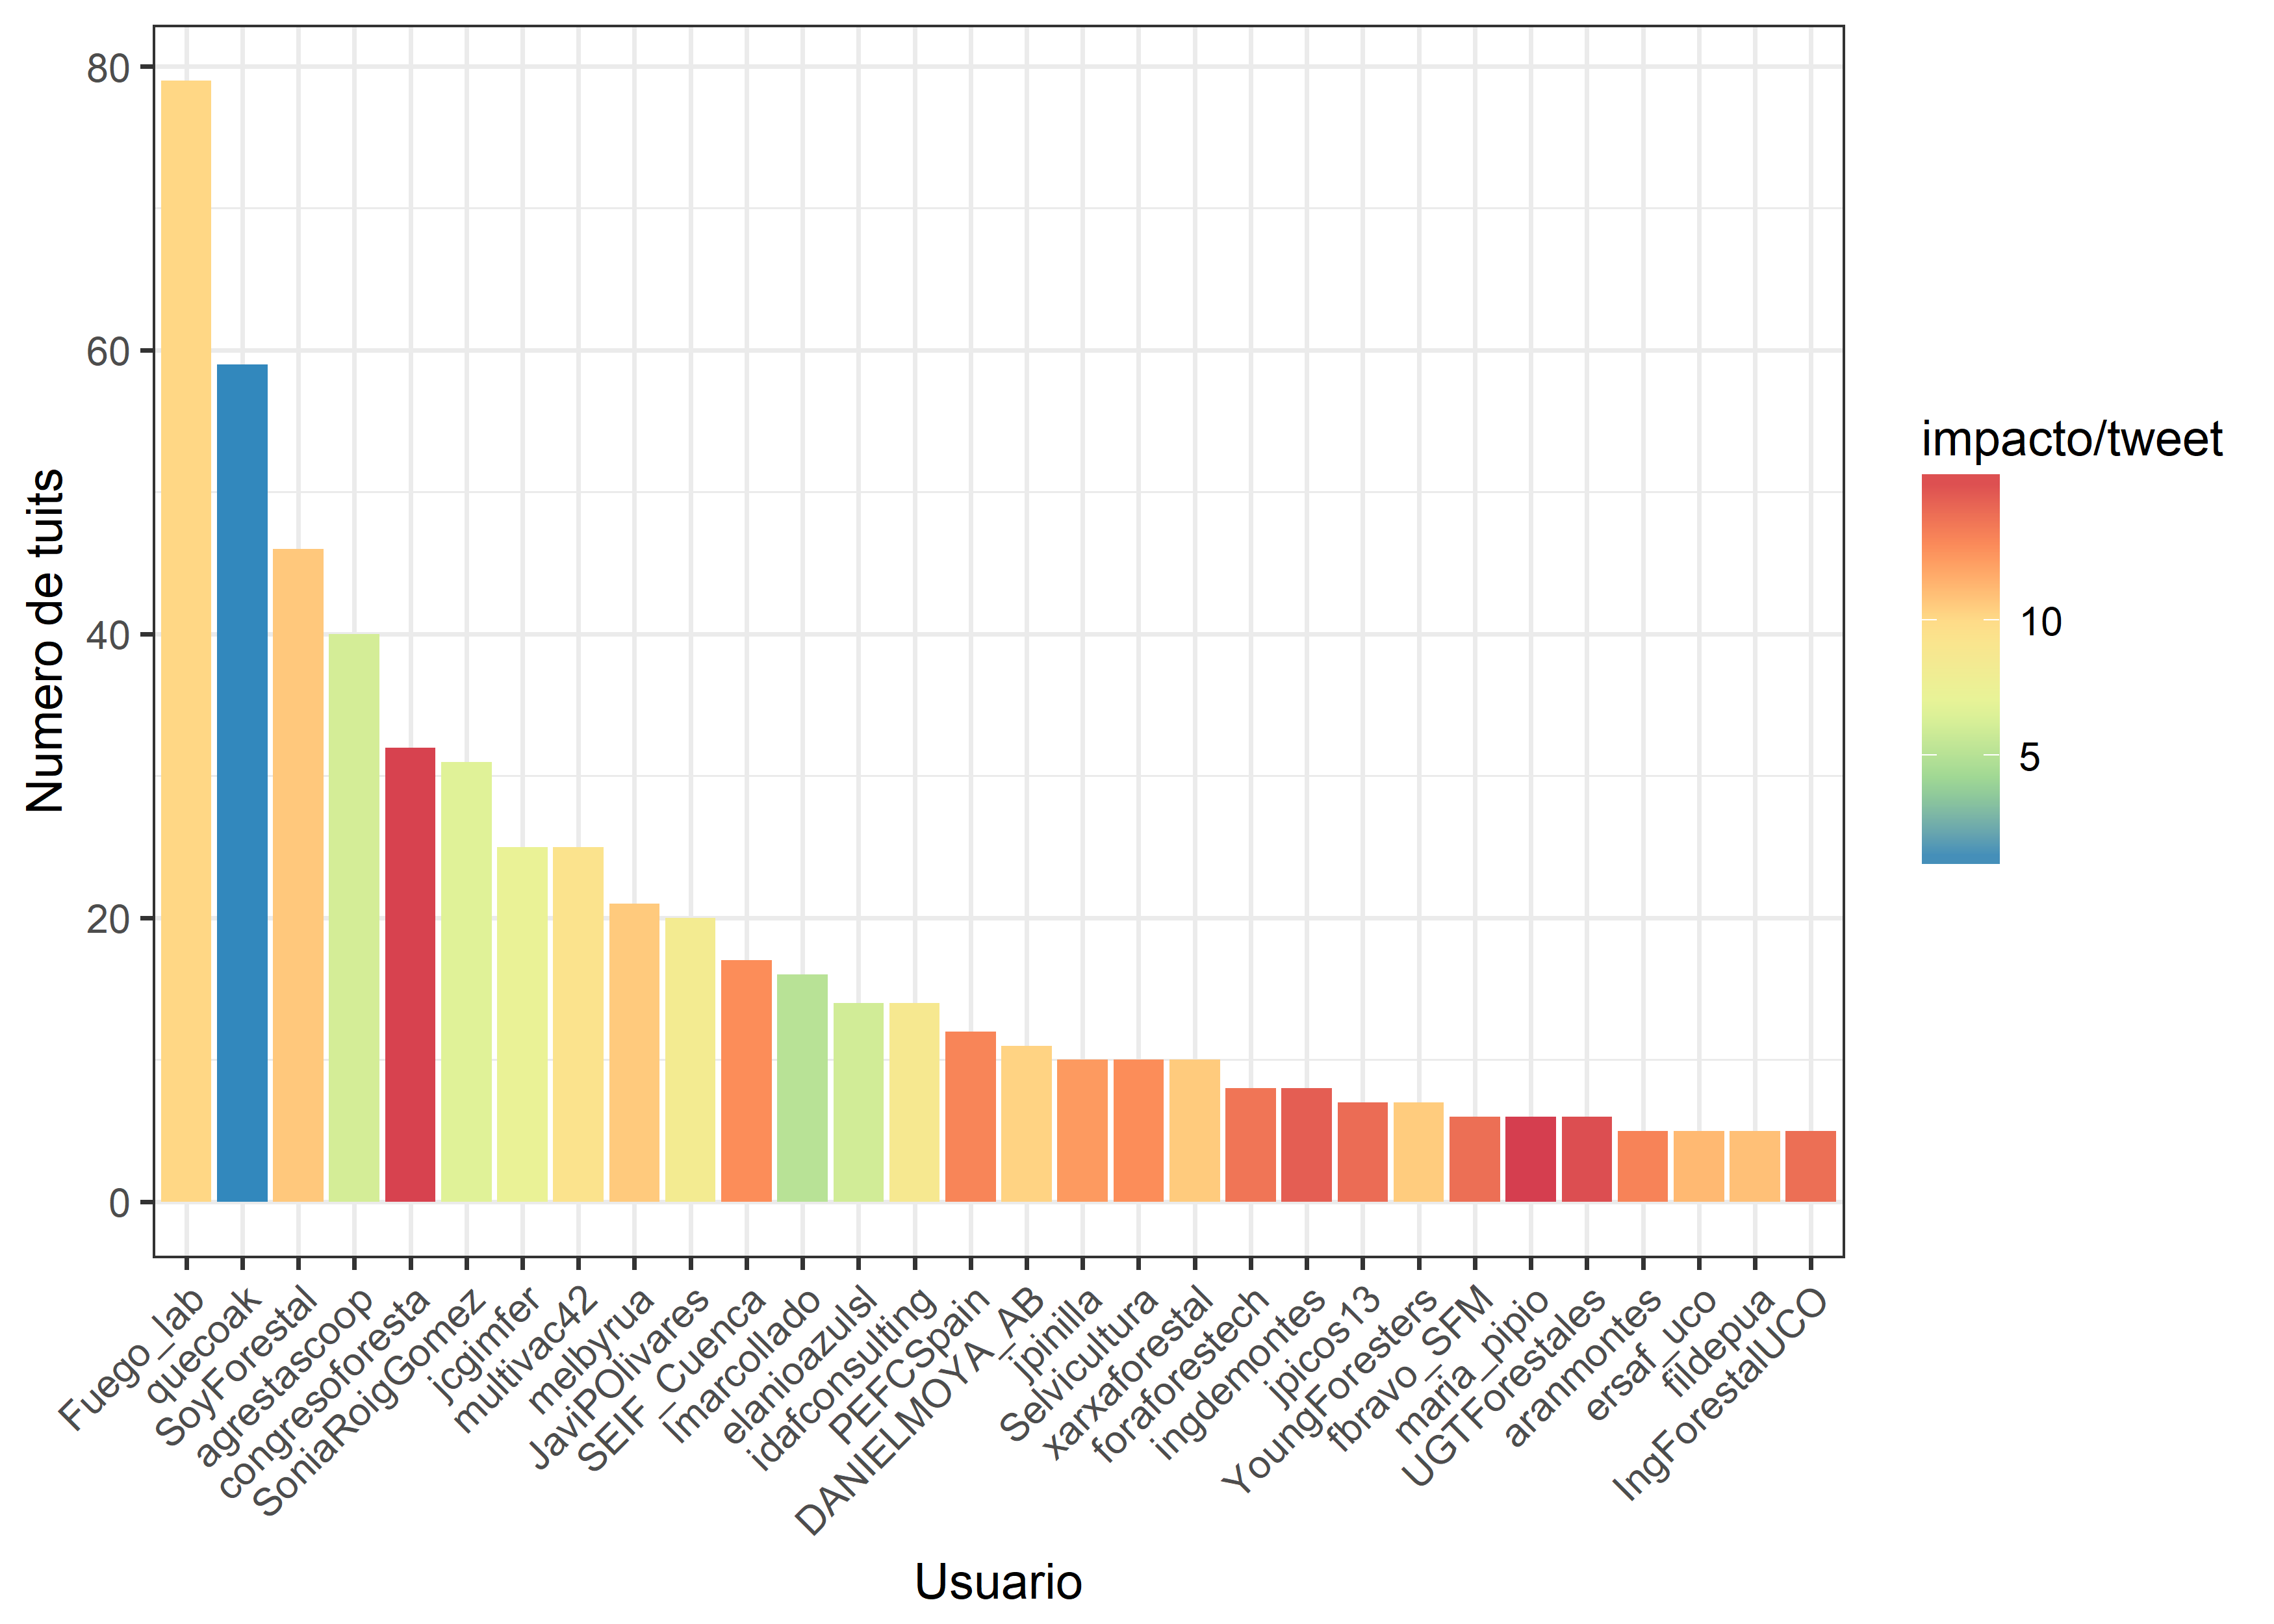 Numero de tuits
80
60
40
20
0
Fuego_lab
quecoak
SoyForestal
agrestascoop
congresoforesta
SoniaRoigGomez
jcgimfer
multivac42
melbyrua
JaviPOlivares
SEIF_Cuenca
lmarcollado
elanioazulsl
idafconsulting
PEFCSpain
DANIELMOYA_AB
jpinilla
Selvicultura
xarxaforestal
foraforestech
ingdemontes
jpicos13
YoungForesters
fbravo_SFM
maria_pipio
UGTForestales
aranmontes
ersaf_uco
fildepua
IngForestalUCO
Usuario
impacto/tweet
10
5